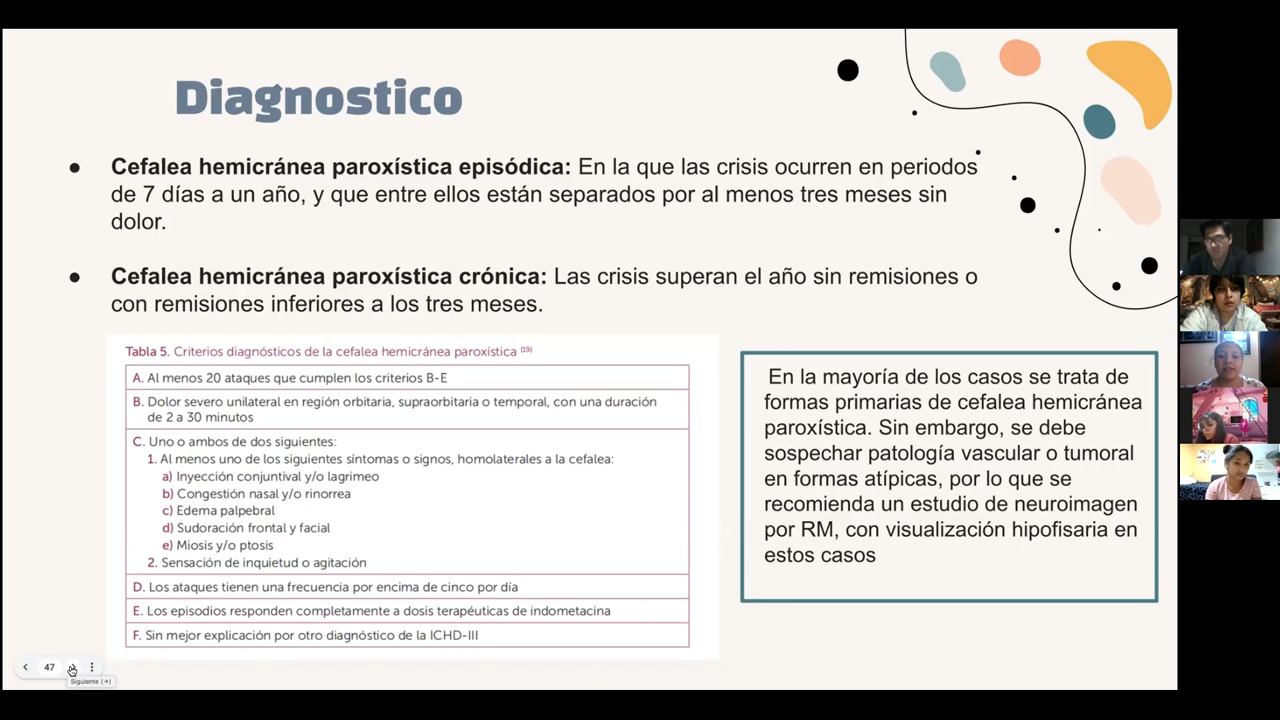 Diagnostico
● Cefalea hemicránea paroxística episódica: En la que las crisis ocurren en periodos
de 7 días a un año, y que entre ellos están separados por al menos tres meses sin
dolor.
● Cefalea hemicránea paroxística crónica: Las crisis superan el año sin remisiones o
con remisiones inferiores a los tres meses.
Tabla 5. Criterios diagnósticos de la cefalea hemicránea paroxística (19)
A. Al menos 20 ataques que cumplen los criterios B-E
B. Dolor severo unilateral en región orbitaria, supraorbitaria o temporal, con una duración
de 2 a 30 minutos
C. Uno o ambos de dos siguientes:
1. Al menos uno de los siguientes síntomas o signos, homolaterales a la cefalea:
a) Inyección conjuntival y/o lagrimeo
b) Congestión nasal y/o rinorrea
c) Edema palpebral
d) Sudoración frontal y facial
e) Miosis y/o ptosis
2. Sensación de inquietud o agitación
D. Los ataques tienen una frecuencia por encima de cinco por día
E. Los episodios responden completamente a dosis terapéuticas de indometacina
F. Sin mejor explicación por otro diagnóstico de la ICHD-III
En la mayoría de los casos se trata de
formas primarias de cefalea hemicránea
paroxística. Sin embargo, se debe
sospechar patología vascular o tumoral
en formas atípicas, por lo que se
recomienda un estudio de neuroimagen
por RM, con visualización hipofisaria en
estos casos
47
Siguiente (→)